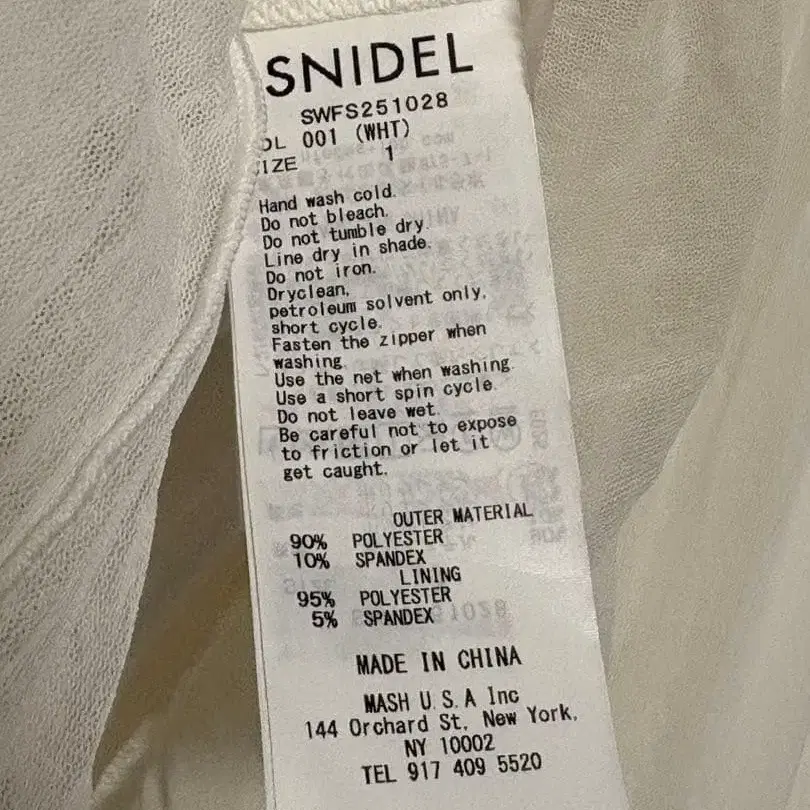 SNIDEL
SWFS251028
OL 001 (WHT)
IZE 1
Hand wash cold.
Do not bleach.
Do not tumble dry.
Line dry in shade.
Do not iron.
Dryclean,
petroleum solvent only,
short cycle.
Fasten the zipper when
washing.
Use the net when washing.
Use a short spin cycle.
Do not leave wet.
Be careful not to expose
to friction or let it
get caught.
OUTER MATERIAL
90% POLYESTER
10% SPANDEX
LINING
95% POLYESTER
5% SPANDEX
MADE IN CHINA
MASH U.S.A Inc
144 Orchard St, New York,
NY 10002
TEL 917 409 5520